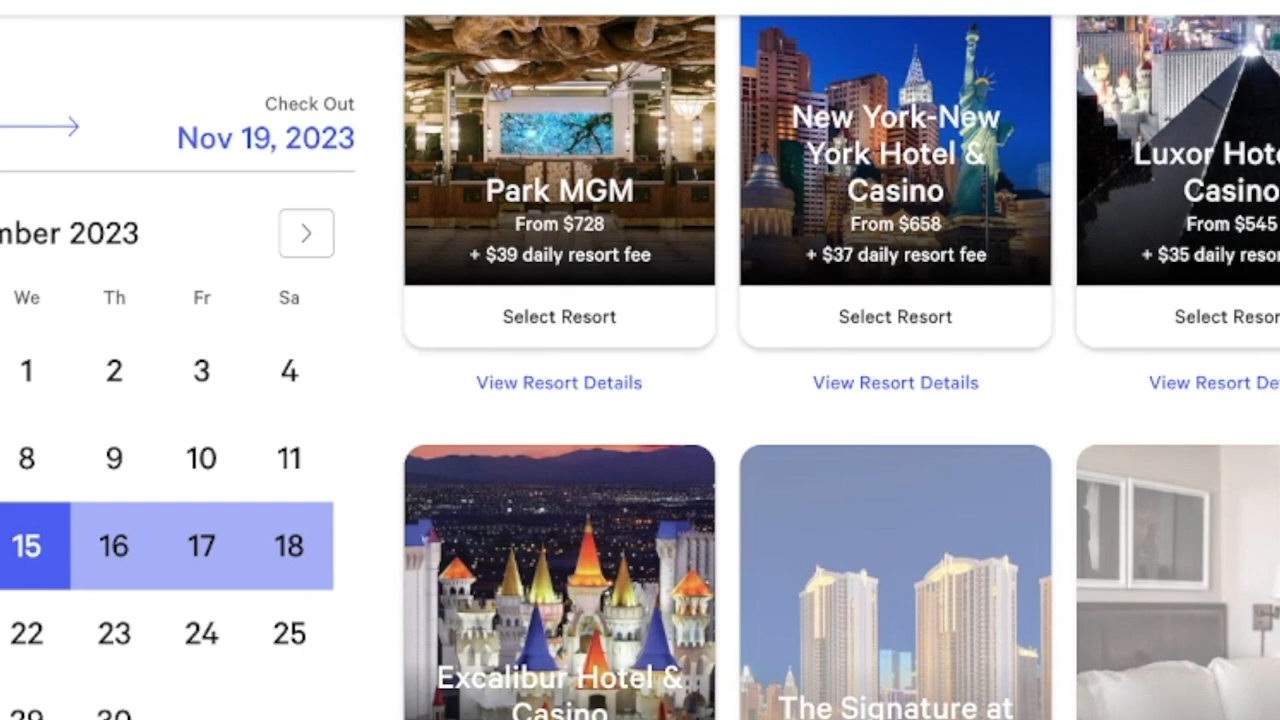 Check Out
Nov 19, 2023
mber 2023
We Th Fr Sa
1 2 3 4
8 9 10 11
15 16 17 18
22 23 24 25
29 30
Park MGM
From $728
+ $39 daily resort fee
Select Resort
View Resort Details
New York-New
York Hotel &
Casino
From $658
+ $37 daily resort fee
Select Resort
View Resort Details
Luxor Hote
Casino
From $545
+ $35 daily resor
Select Resor
View Resort De
Excalibur Hotel &
Casino
The Signature at